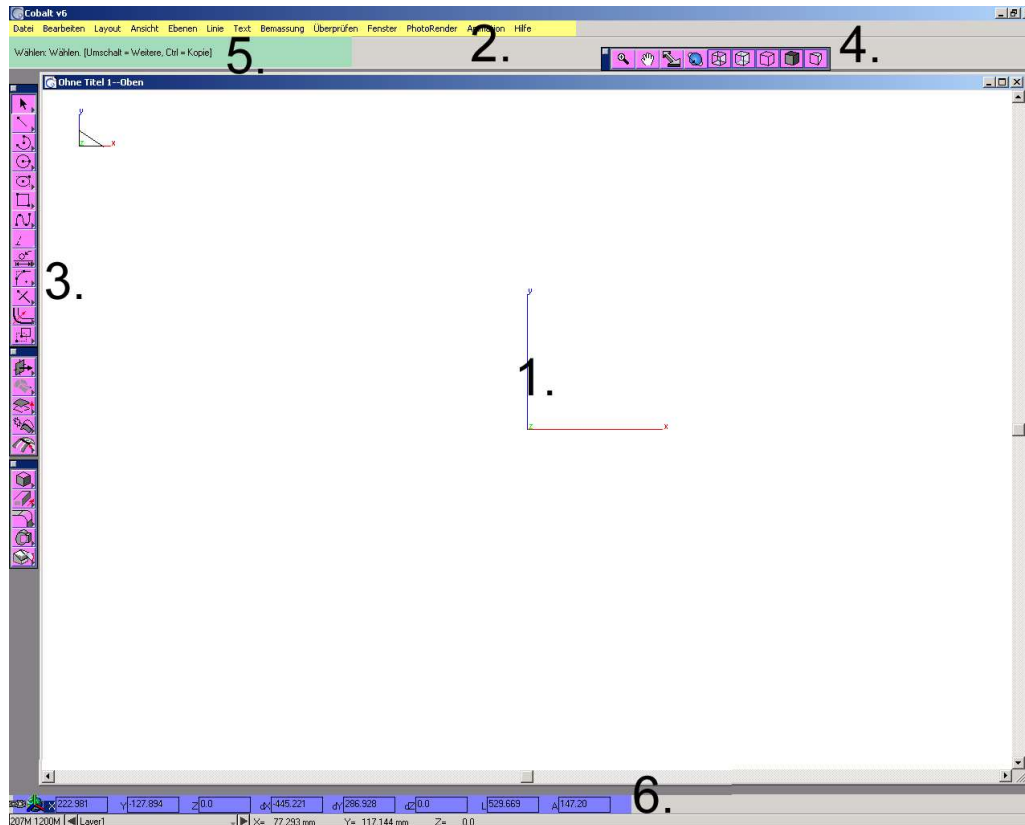 Cobalt v6
Datei Bearbeiten Layout Ansicht Ebenen Linie Text Bemassung Überprüfen Fenster PhotoRender Animation Hilfe
2.
4.
Wählen: Wählen. [Umschalt = Weitere, Ctrl = Kopie]
5.
Ohne Titel 1--Oben
y
z x
3.
y
1.
z x
6.
X 222.981 Y -127.894 Z 0.0 dX -445.221 dY 286.928 dZ 0.0 L 529.669 A 147.20
207M 1200M Layer1 X= 77.293 mm Y= 117.144 mm Z= 0.0